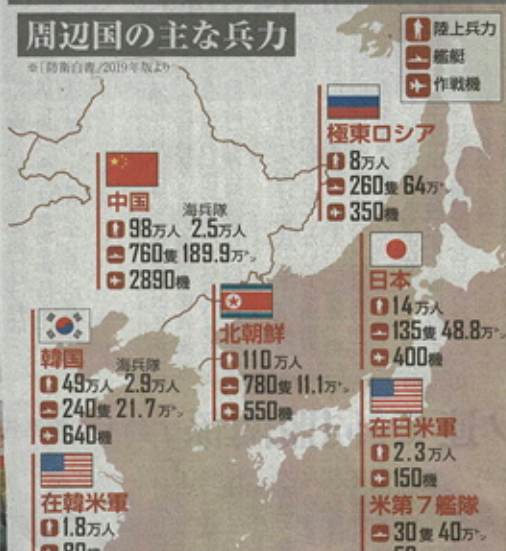 周辺国の主な兵力
※「防衛白書」2019年版より
陸上兵力
艦艇
作戦機
極東ロシア
8万人
260隻 64万㌧
350機
中国
海兵隊
98万人 2.5万人
760隻 189.9万㌧
2890機
日本
14万人
135隻 48.8万㌧
400機
北朝鮮
110万人
780隻 11.1万㌧
550機
韓国
海兵隊
49万人 2.9万人
240隻 21.7万㌧
640機
在日米軍
2.3万人
150機
在韓米軍
1.8万人
米第7艦隊
30隻 40万㌧